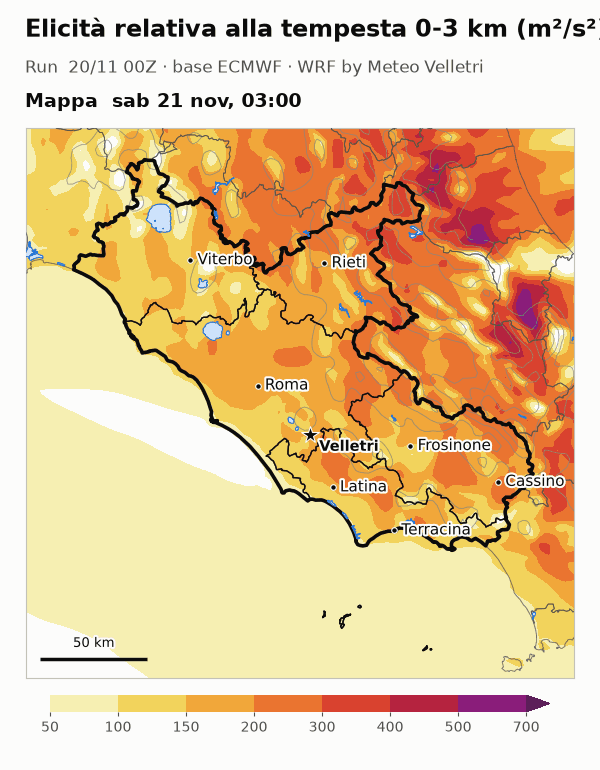 Elicità relativa alla tempesta 0-3 km (m²/s²)
Run 20/11 00Z · base ECMWF · WRF by Meteo Velletri
Mappa sab 21 nov, 03:00
Viterbo
Rieti
Roma
Velletri
Frosinone
Cassino
Latina
Terracina
50 km
50 100 150 200 300 400 500 700